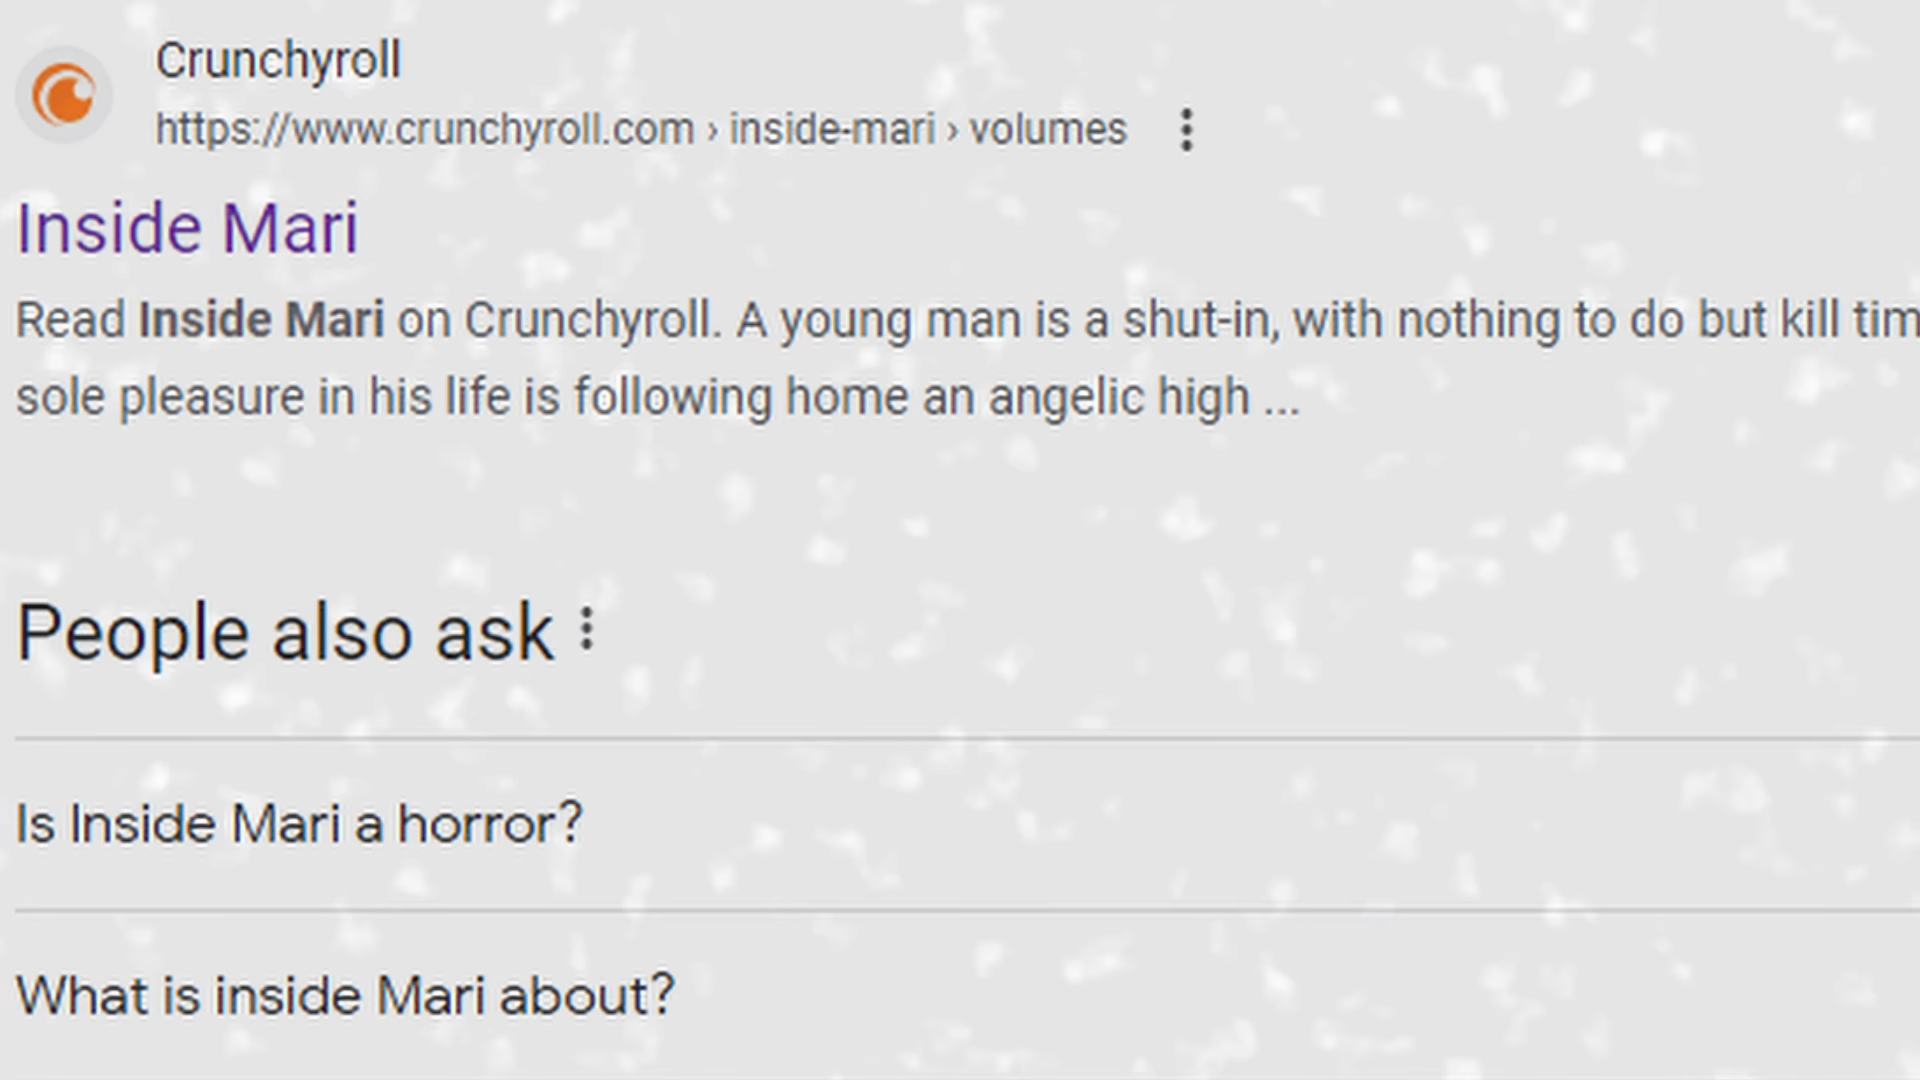 Crunchyroll
https://www.crunchyroll.com › inside-mari › volumes
Inside Mari
Read Inside Mari on Crunchyroll. A young man is a shut-in, with nothing to do but kill tim
sole pleasure in his life is following home an angelic high ...
People also ask
Is Inside Mari a horror?
What is inside Mari about?